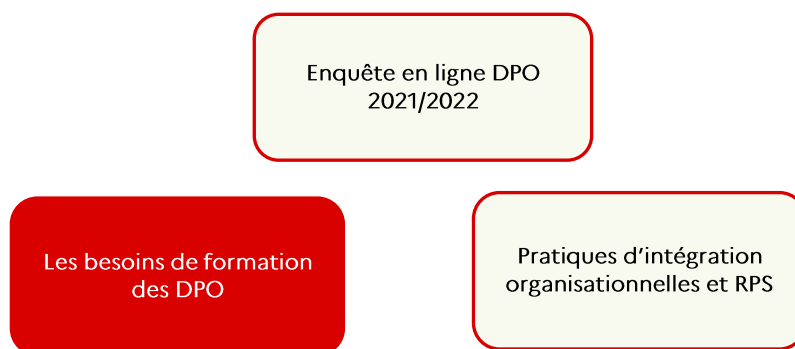 Enquête en ligne DPO
2021/2022
Les besoins de formation
des DPO
Pratiques d’intégration
organisationnelles et RPS